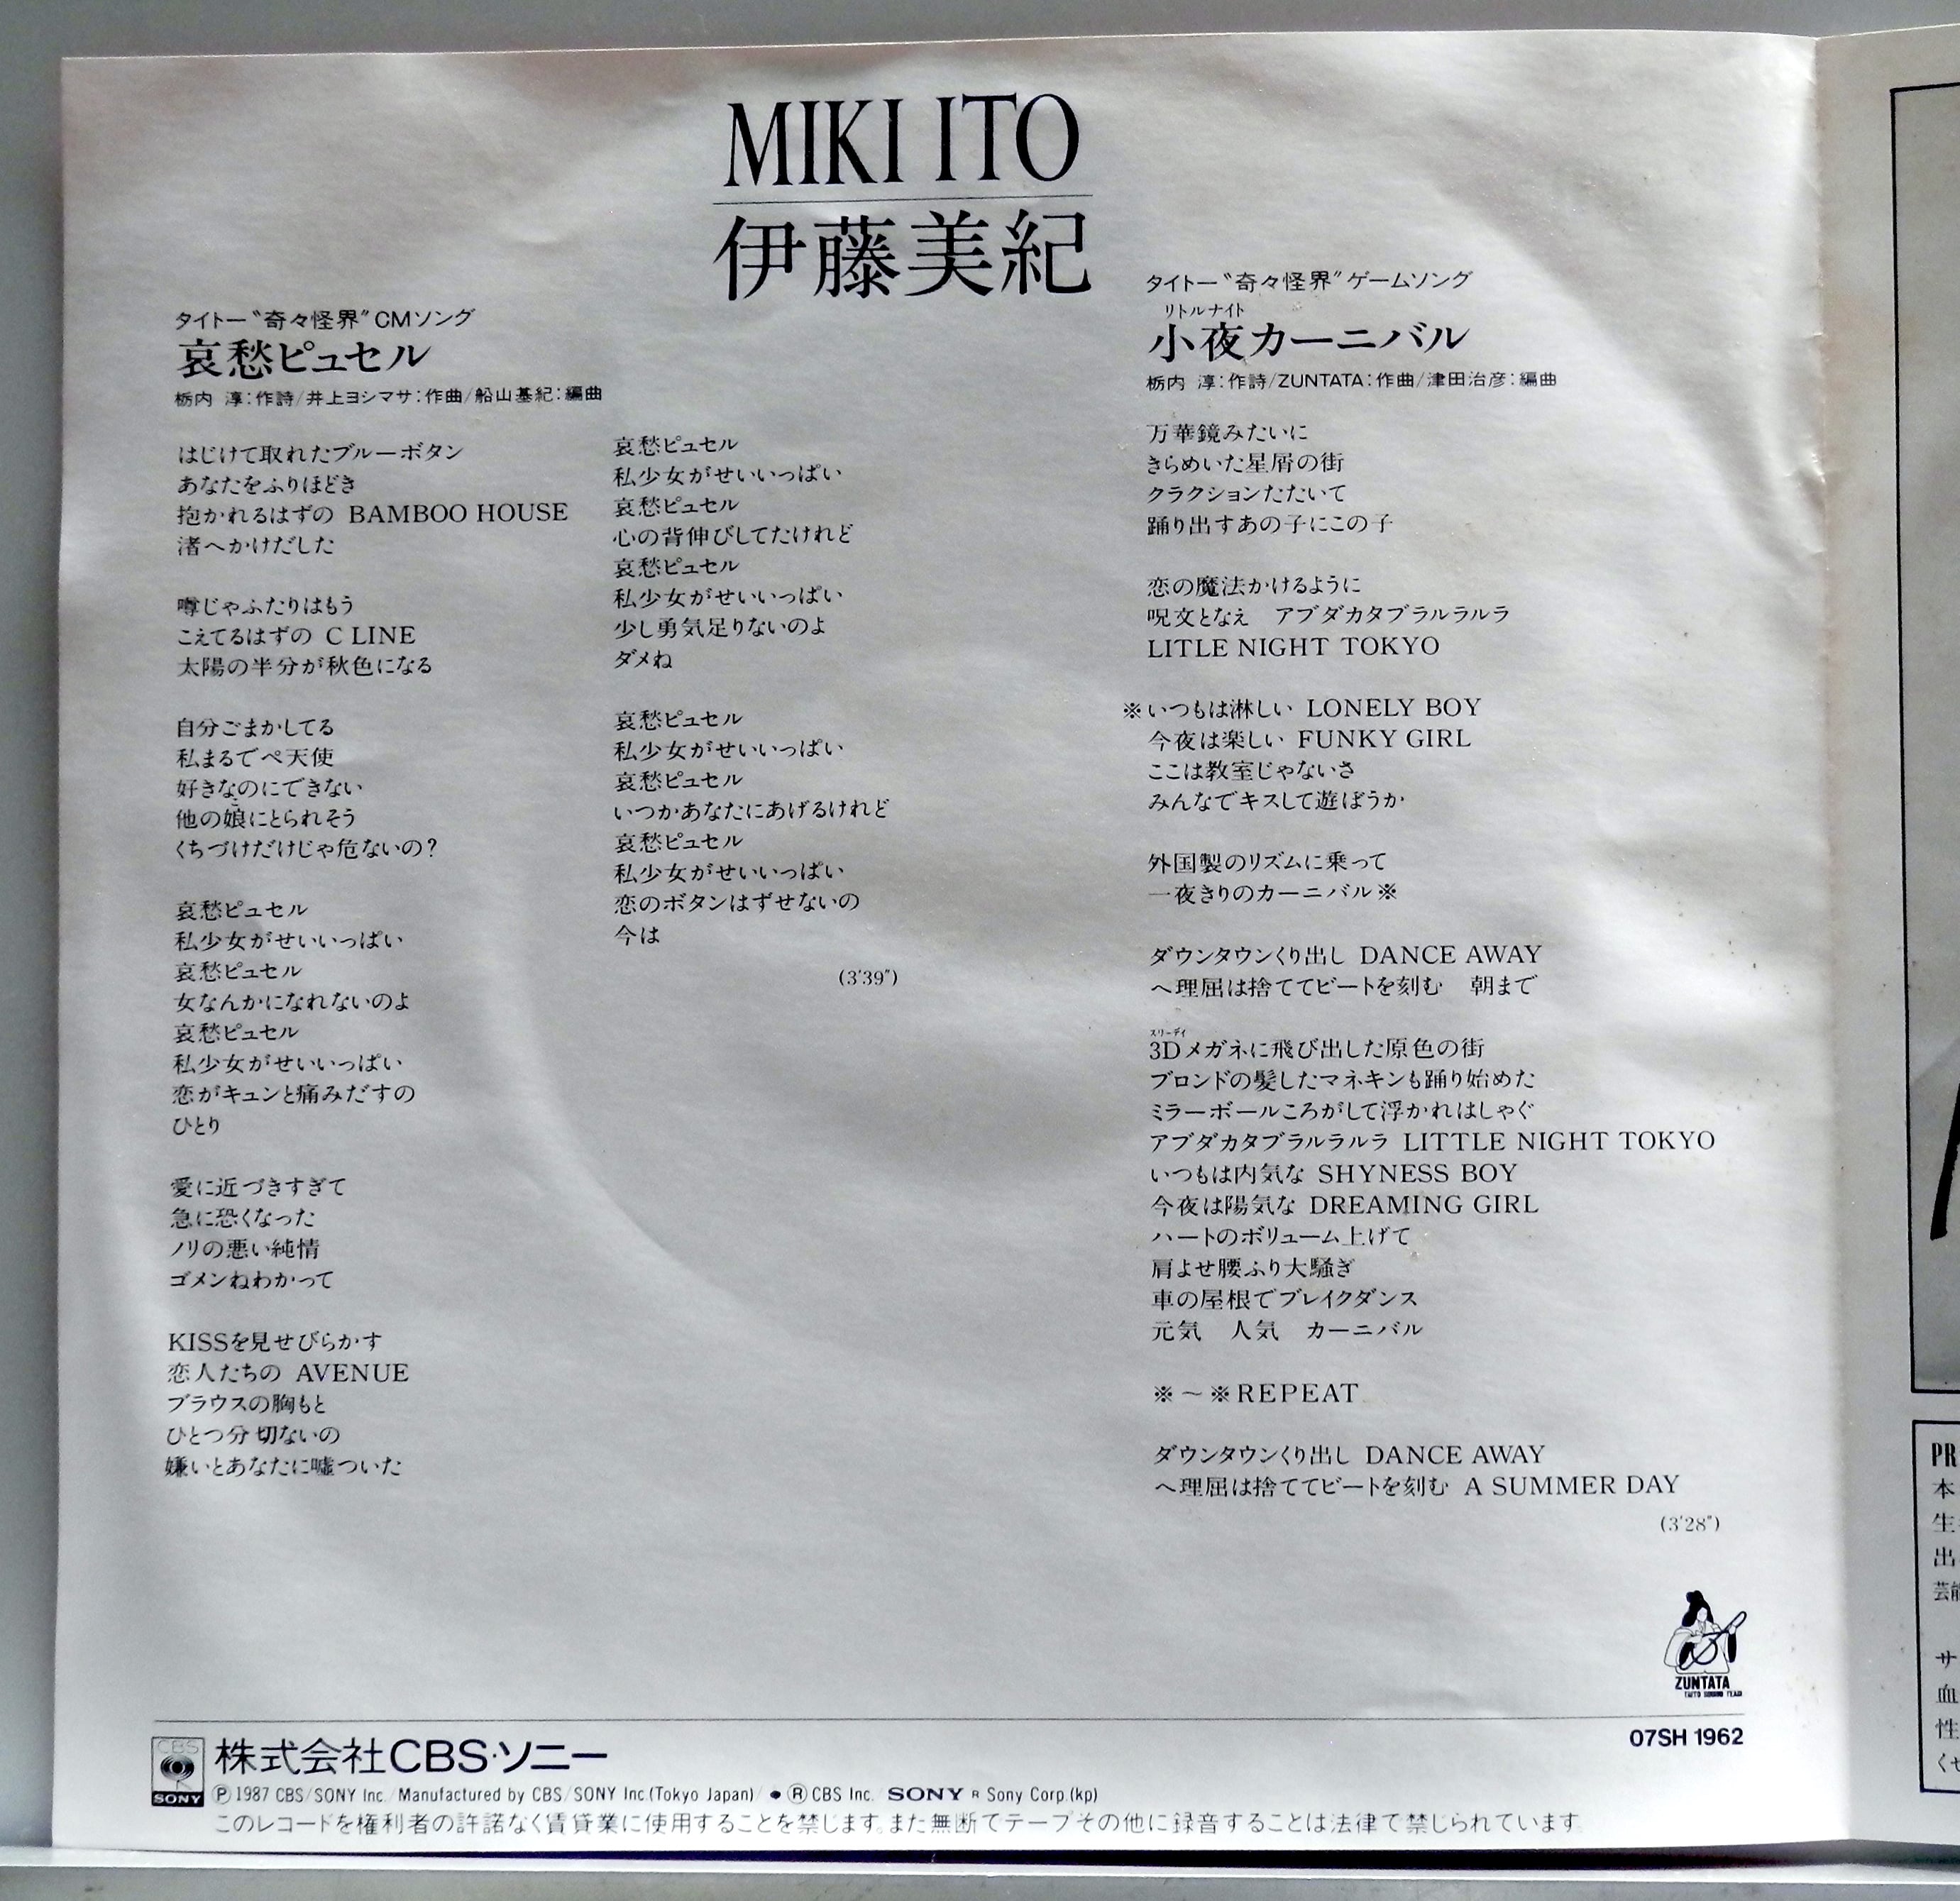 MIKI ITO
伊藤美紀
タイトー“奇々怪界”CMソング
哀愁ピュセル
栃内 淳:作詩/井上ヨシマサ:作曲/船山基紀:編曲
はじけて取れたブルーボタン
あなたをふりほどき
抱かれるはずの BAMBOO HOUSE
渚へかけだした
噂じゃふたりはもう
こえてるはずの C LINE
太陽の半分が秋色になる
自分ごまかしてる
私まるでペ天使
好きなのにできない
他の娘にとられそう
くちづけだけじゃ危ないの?
哀愁ピュセル
私少女がせいいっぱい
哀愁ピュセル
女なんかになれないのよ
哀愁ピュセル
私少女がせいいっぱい
恋がキュンと痛みだすの
ひとり
愛に近づきすぎて
急に恐くなった
ノリの悪い純情
ゴメンねわかって
KISSを見せびらかす
恋人たちの AVENUE
ブラウスの胸もと
ひとつ分切ないの
嫌いとあなたに嘘ついた
哀愁ピュセル
私少女がせいいっぱい
哀愁ピュセル
心の背伸びしてたけれど
哀愁ピュセル
私少女がせいいっぱい
少し勇気足りないのよ
ダメね
哀愁ピュセル
私少女がせいいっぱい
哀愁ピュセル
いつかあなたにあげるけれど
哀愁ピュセル
私少女がせいいっぱい
恋のボタンはずせないの
今は
(3'39")
タイトー“奇々怪界”ゲームソング
リトルナイト
小夜カーニバル
栃内 淳:作詩/ZUNTATA:作曲/津田治彦:編曲
万華鏡みたいに
きらめいた星屑の街
クラクションたたいて
踊り出すあの子にこの子
恋の魔法かけるように
呪文となえ アブダカタブラルラルラ
LITLE NIGHT TOKYO
※いつもは淋しい LONELY BOY
今夜は楽しい FUNKY GIRL
ここは教室じゃないさ
みんなでキスして遊ぼうか
外国製のリズムに乗って
一夜きりのカーニバル※
ダウンタウンくり出し DANCE AWAY
へ理屈は捨ててビートを刻む 朝まで
スリーディ
3Dメガネに飛び出した原色の街
ブロンドの髪したマネキンも踊り始めた
ミラーボールころがして浮かれはしゃぐ
アブダカタブラルラルラ LITTLE NIGHT TOKYO
いつもは内気な SHYNESS BOY
今夜は陽気な DREAMING GIRL
ハートのボリューム上げて
肩よせ腰ふり大騒ぎ
車の屋根でブレイクダンス
元気 人気 カーニバル
※〜※REPEAT
ダウンタウンくり出し DANCE AWAY
へ理屈は捨ててビートを刻む A SUMMER DAY
(3'28")
ZUNTATA
TAITO SOUND TEAM
07SH 1962
CBS
SONY
株式会社CBS・ソニー
Ⓟ1987 CBS/SONY Inc./Manufactured by CBS/SONY Inc.(Tokyo Japan)/ ●ⓇCBS Inc. SONY R Sony Corp.(kp)
このレコードを権利者の許諾なく賃貸業に使用することを禁じます。また無断てテープその他に録音することは法律て禁じられています。
PR
本
生
出
芸能
サ
血
性
くせ